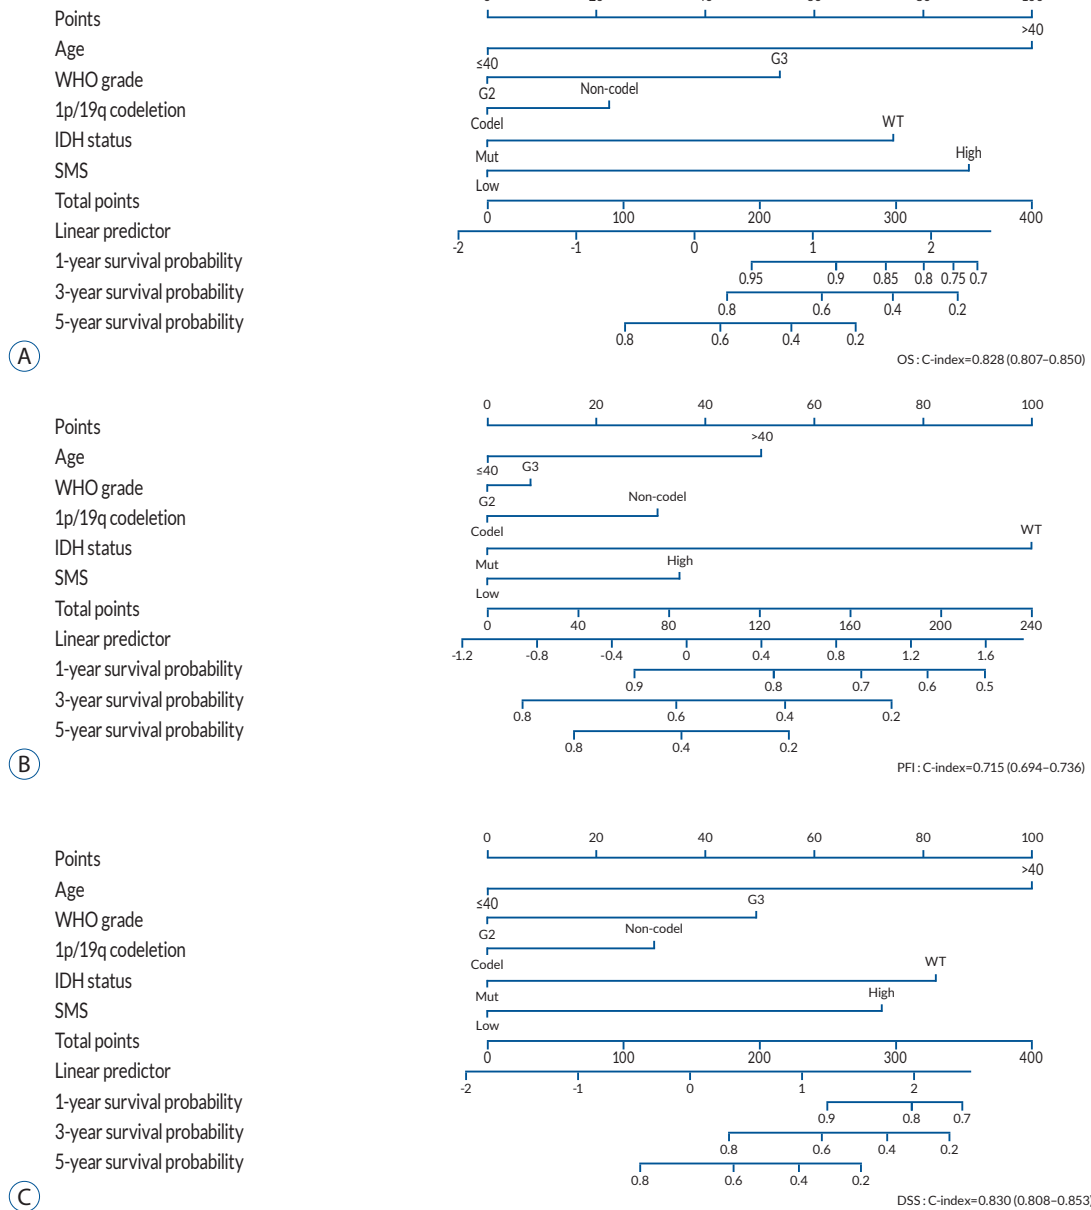 Points
>40
Age
≤40
G3
WHO grade
G2
Non-codel
1p/19q codeletion
Codel
WT
IDH status
Mut
High
SMS
Low
Total points
0 100 200 300 400
Linear predictor
-2 -1 0 1 2
1-year survival probability
0.95 0.9 0.85 0.8 0.75 0.7
3-year survival probability
0.8 0.6 0.4 0.2
5-year survival probability
0.8 0.6 0.4 0.2
A
OS : C-index=0.828 (0.807–0.850)
0 20 40 60 80 100
Points
>40
Age
≤40 G3
WHO grade
G2
Non-codel
1p/19q codeletion
Codel
WT
IDH status
Mut
High
SMS
Low
Total points
0 40 80 120 160 200 240
Linear predictor
-1.2 -0.8 -0.4 0 0.4 0.8 1.2 1.6
1-year survival probability
0.9 0.8 0.7 0.6 0.5
3-year survival probability
0.8 0.6 0.4 0.2
5-year survival probability
0.8 0.4 0.2
B
PFI : C-index=0.715 (0.694–0.736)
0 20 40 60 80 100
Points
>40
Age
≤40
G3
WHO grade
G2
Non-codel
1p/19q codeletion
Codel
WT
IDH status
Mut
High
SMS
Low
Total points
0 100 200 300 400
Linear predictor
-2 -1 0 1 2
1-year survival probability
0.9 0.8 0.7
3-year survival probability
0.8 0.6 0.4 0.2
5-year survival probability
0.8 0.6 0.4 0.2
C
DSS : C-index=0.830 (0.808–0.853)